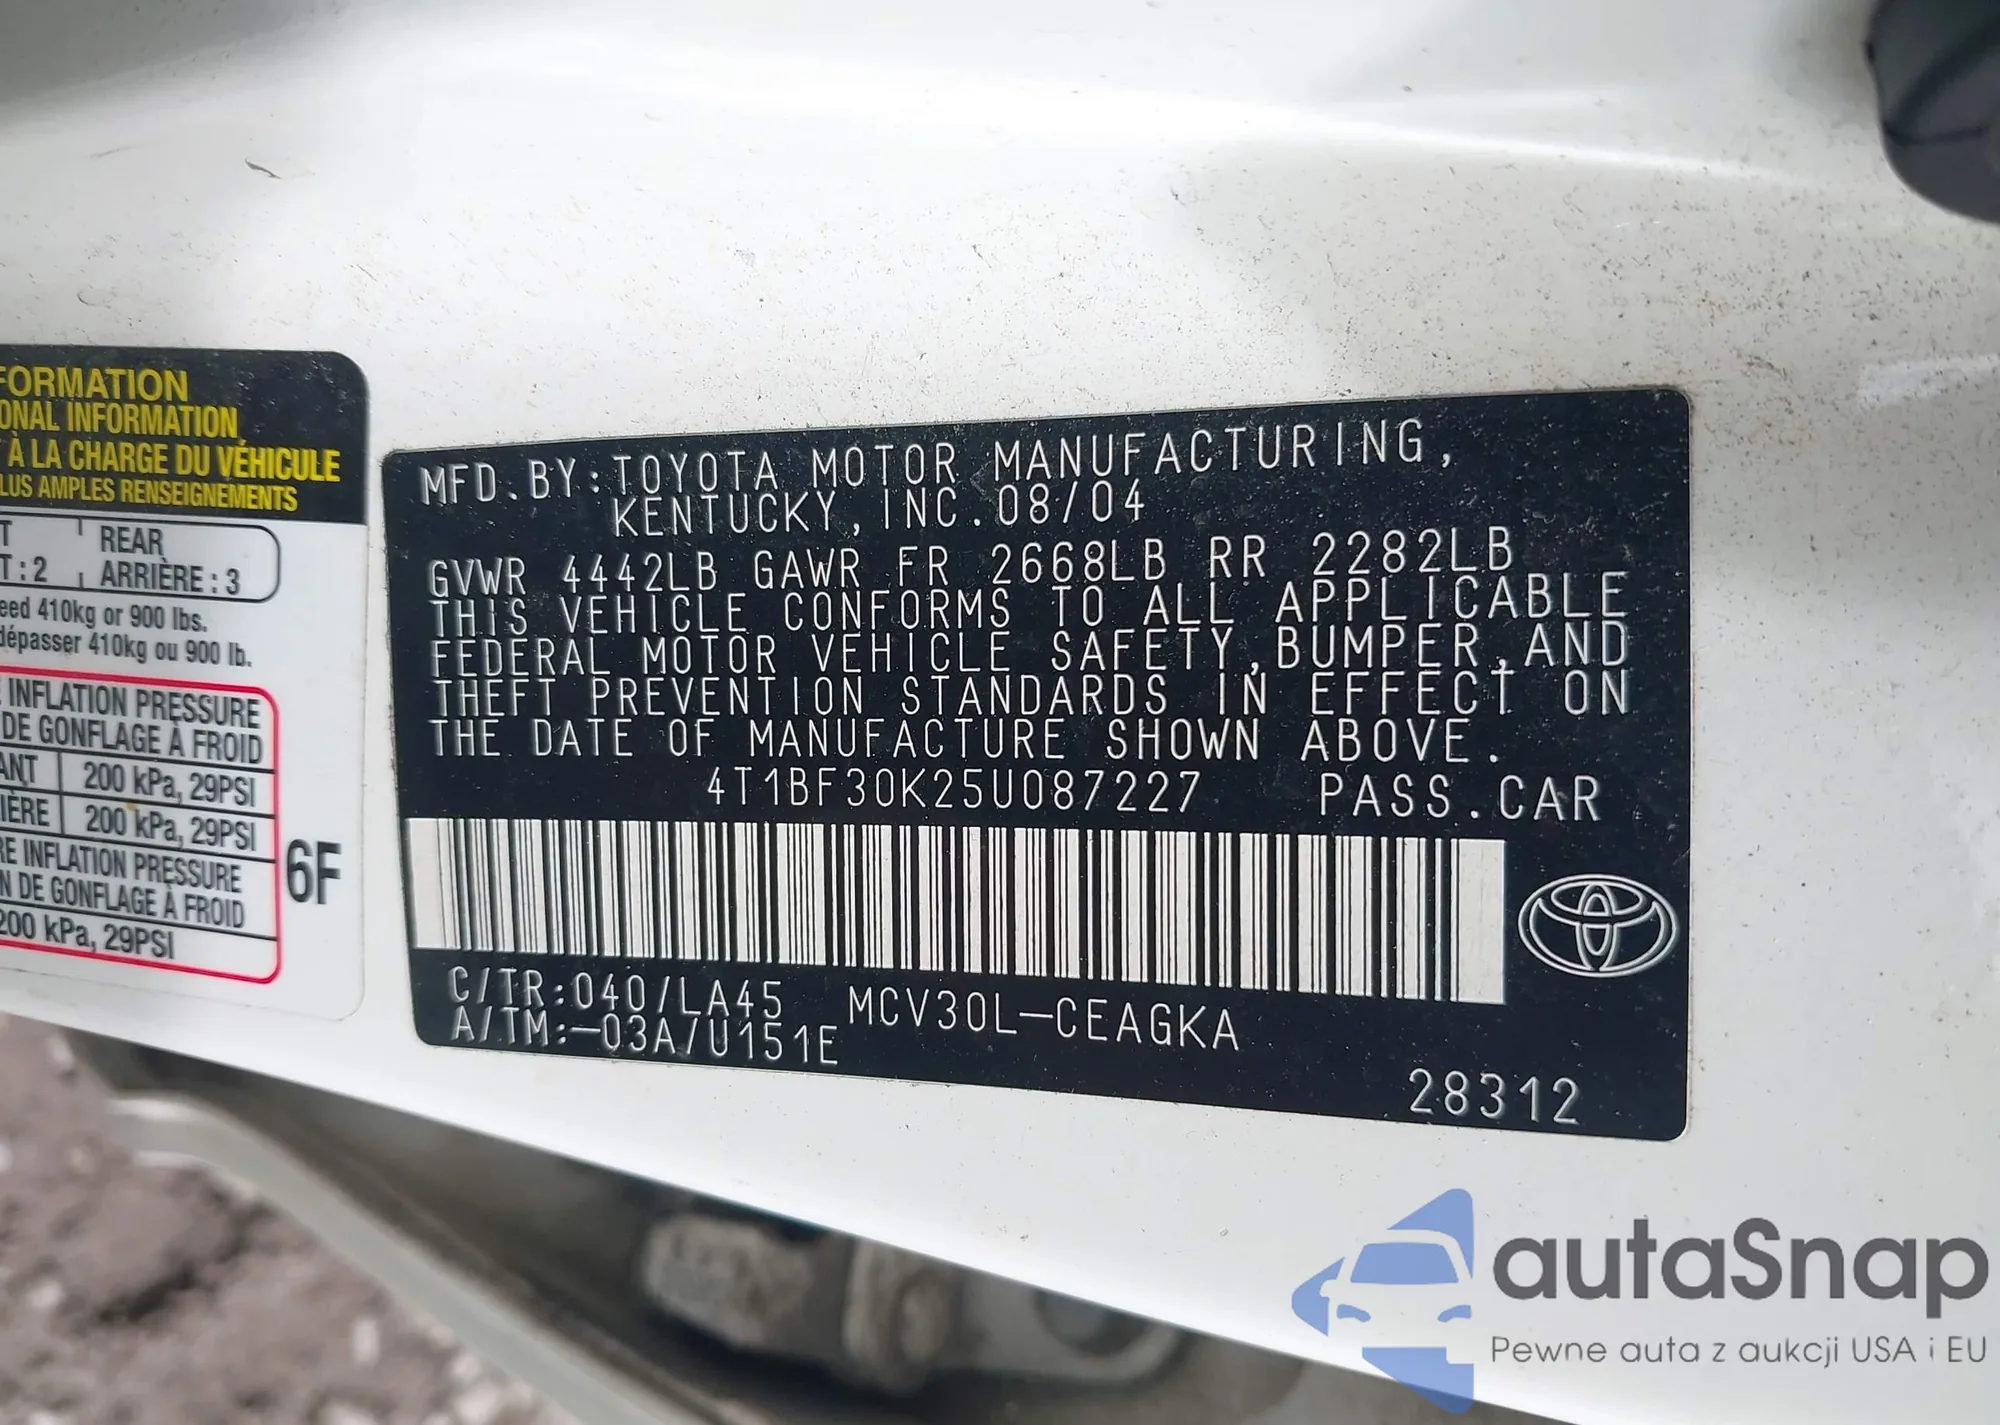 FORMATION
ONAL INFORMATION
À LA CHARGE DU VÉHICULE
LUS AMPLES RENSEIGNEMENTS
T REAR
T:2 ARRIÈRE:3
eed 410kg or 900 lbs.
dépasser 410kg ou 900 lb.
INFLATION PRESSURE
DE GONFLAGE À FROID
ANT 200 kPa, 29PSI
IÈRE 200 kPa, 29PSI
RE INFLATION PRESSURE
N DE GONFLAGE À FROID
200 kPa, 29PSI
6F
MFD.BY:TOYOTA MOTOR MANUFACTURING,
KENTUCKY,INC.08/04
GVWR 4442LB GAWR FR 2668LB RR 2282LB
THIS VEHICLE CONFORMS TO ALL APPLICABLE
FEDERAL MOTOR VEHICLE SAFETY,BUMPER,AND
THEFT PREVENTION STANDARDS IN EFFECT ON
THE DATE OF MANUFACTURE SHOWN ABOVE.
4T1BF30K25U087227 PASS.CAR
C/TR:040/LA45 MCV30L-CEAGKA
A/TM:-03A/U151E
28312
autaSnap
Pewne auta z aukcji USA i EU